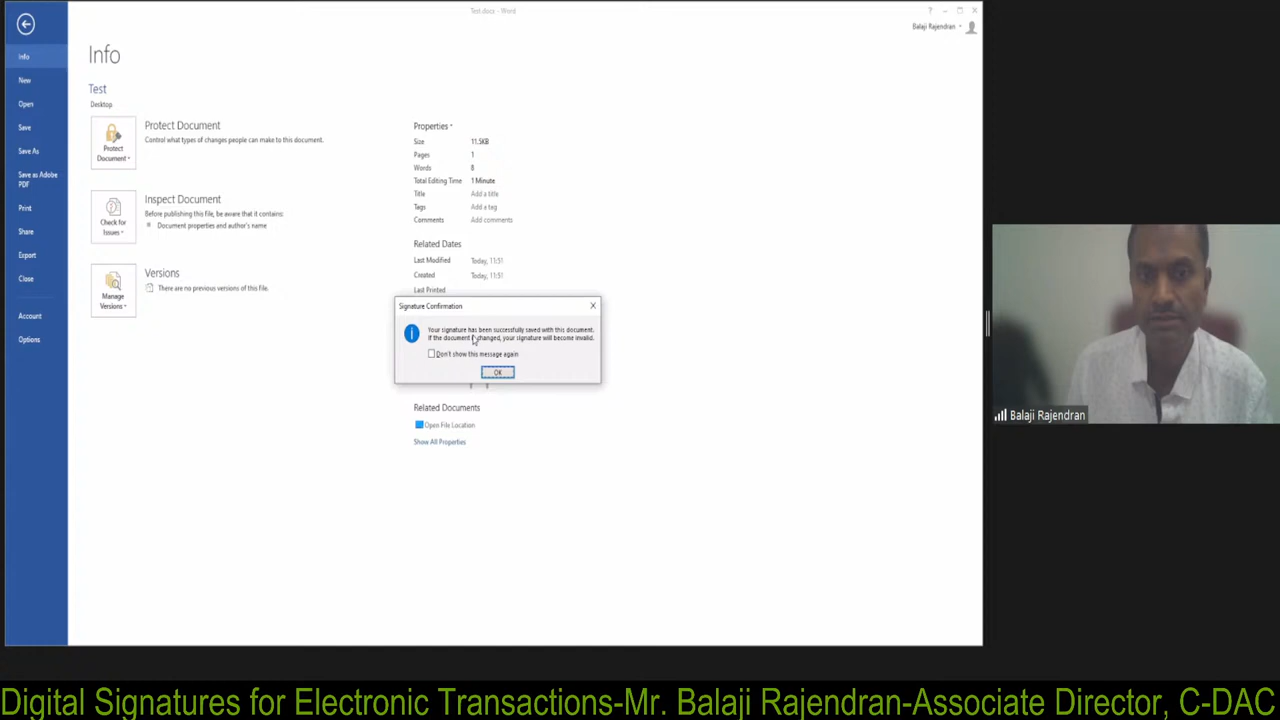 Test.docx - Word
?
Balaji Rajendran
Info
New
Open
Save
Save As
Save as Adobe
PDF
Print
Share
Export
Close
Account
Options
Info
Test
Desktop
Protect
Document
Protect Document
Control what types of changes people can make to this document.
Check for
Issues
Inspect Document
Before publishing this file, be aware that it contains:
Document properties and author's name
Manage
Versions
Versions
There are no previous versions of this file.
Properties
Size 11.5KB
Pages 1
Words 8
Total Editing Time 1 Minute
Title Add a title
Tags Add a tag
Comments Add comments
Related Dates
Last Modified Today, 11:51
Created Today, 11:51
Last Printed
Signature Confirmation
Your signature has been successfully saved with this document.
If the document is changed, your signature will become invalid.
Don't show this message again
OK
Related Documents
Open File Location
Show All Properties
Balaji Rajendran
Digital Signatures for Electronic Transactions-Mr. Balaji Rajendran-Associate Director, C-DAC